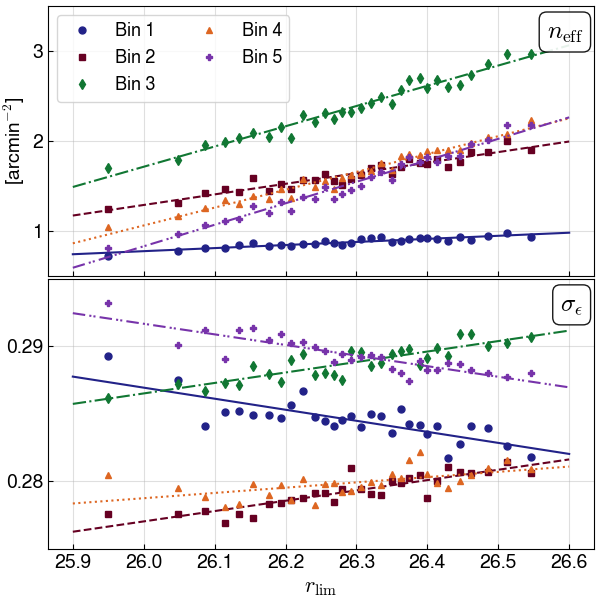 Bin 1
Bin 2
Bin 3
Bin 4
Bin 5
n_eff
3
2
1
[arcmin⁻²]
σ_ϵ
0.29
0.28
25.9 26.0 26.1 26.2 26.3 26.4 26.5 26.6
r_lim